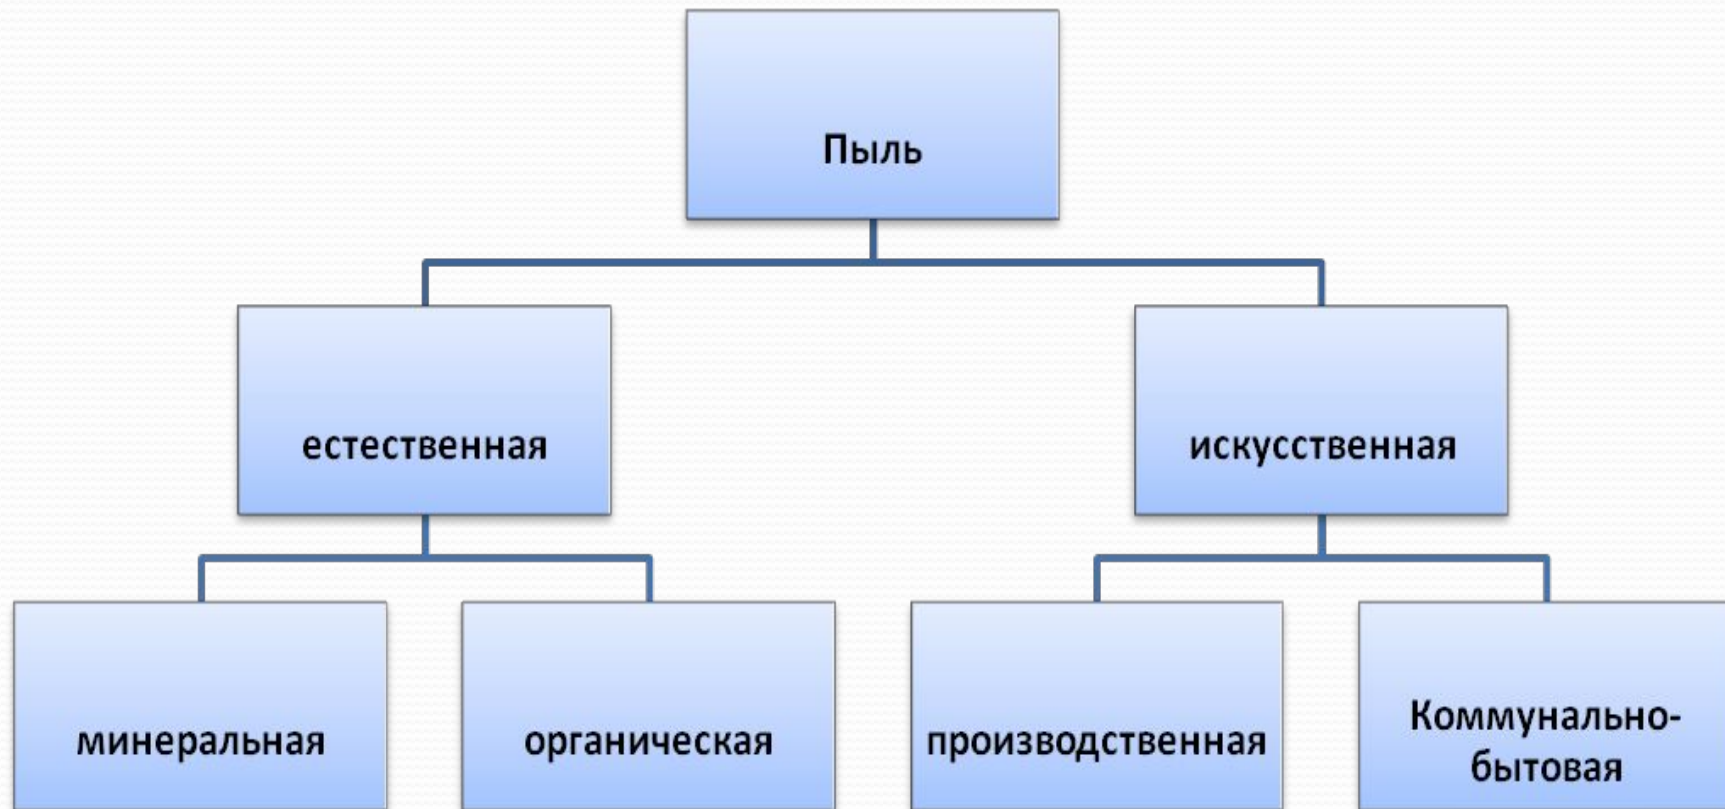 Пыль
естественная
искусственная
минеральная
органическая
производственная
Коммунально-
бытовая